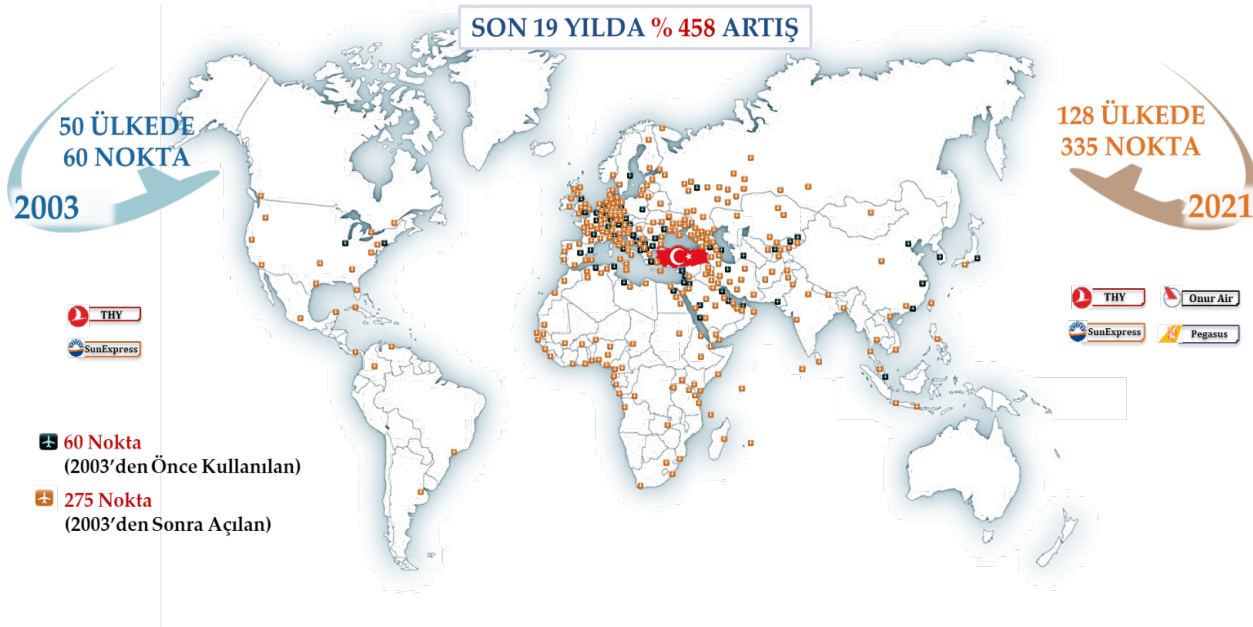 SON 19 YILDA % 458 ARTIŞ
50 ÜLKEDE
60 NOKTA
2003
128 ÜLKEDE
335 NOKTA
2021
THY
SunExpress
THY
Onur Air
SunExpress
Pegasus
60 Nokta
(2003’den Önce Kullanılan)
275 Nokta
(2003’den Sonra Açılan)